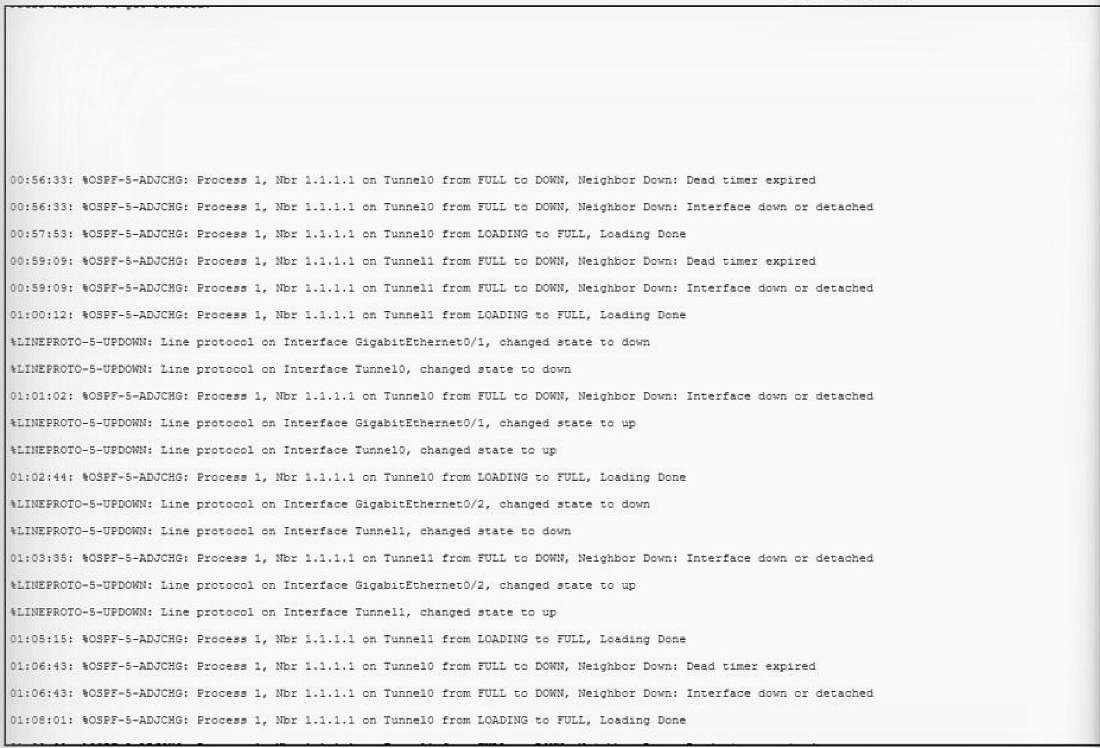 00:56:33: %OSPF-5-ADJCHG: Process 1, Nbr 1.1.1.1 on Tunnel0 from FULL to DOWN, Neighbor Down: Dead timer expired
00:56:33: %OSPF-5-ADJCHG: Process 1, Nbr 1.1.1.1 on Tunnel0 from FULL to DOWN, Neighbor Down: Interface down or detached
00:57:53: %OSPF-5-ADJCHG: Process 1, Nbr 1.1.1.1 on Tunnel0 from LOADING to FULL, Loading Done
00:59:09: %OSPF-5-ADJCHG: Process 1, Nbr 1.1.1.1 on Tunnel1 from FULL to DOWN, Neighbor Down: Dead timer expired
00:59:09: %OSPF-5-ADJCHG: Process 1, Nbr 1.1.1.1 on Tunnel1 from FULL to DOWN, Neighbor Down: Interface down or detached
01:00:12: %OSPF-5-ADJCHG: Process 1, Nbr 1.1.1.1 on Tunnel1 from LOADING to FULL, Loading Done
%LINEPROTO-5-UPDOWN: Line protocol on Interface GigabitEthernet0/1, changed state to down
%LINEPROTO-5-UPDOWN: Line protocol on Interface Tunnel0, changed state to down
01:01:02: %OSPF-5-ADJCHG: Process 1, Nbr 1.1.1.1 on Tunnel0 from FULL to DOWN, Neighbor Down: Interface down or detached
%LINEPROTO-5-UPDOWN: Line protocol on Interface GigabitEthernet0/1, changed state to up
%LINEPROTO-5-UPDOWN: Line protocol on Interface Tunnel0, changed state to up
01:02:44: %OSPF-5-ADJCHG: Process 1, Nbr 1.1.1.1 on Tunnel0 from LOADING to FULL, Loading Done
%LINEPROTO-5-UPDOWN: Line protocol on Interface GigabitEthernet0/2, changed state to down
%LINEPROTO-5-UPDOWN: Line protocol on Interface Tunnel1, changed state to down
01:03:35: %OSPF-5-ADJCHG: Process 1, Nbr 1.1.1.1 on Tunnel1 from FULL to DOWN, Neighbor Down: Interface down or detached
%LINEPROTO-5-UPDOWN: Line protocol on Interface GigabitEthernet0/2, changed state to up
%LINEPROTO-5-UPDOWN: Line protocol on Interface Tunnel1, changed state to up
01:05:15: %OSPF-5-ADJCHG: Process 1, Nbr 1.1.1.1 on Tunnel1 from LOADING to FULL, Loading Done
01:06:43: %OSPF-5-ADJCHG: Process 1, Nbr 1.1.1.1 on Tunnel0 from FULL to DOWN, Neighbor Down: Dead timer expired
01:06:43: %OSPF-5-ADJCHG: Process 1, Nbr 1.1.1.1 on Tunnel0 from FULL to DOWN, Neighbor Down: Interface down or detached
01:08:01: %OSPF-5-ADJCHG: Process 1, Nbr 1.1.1.1 on Tunnel0 from LOADING to FULL, Loading Done